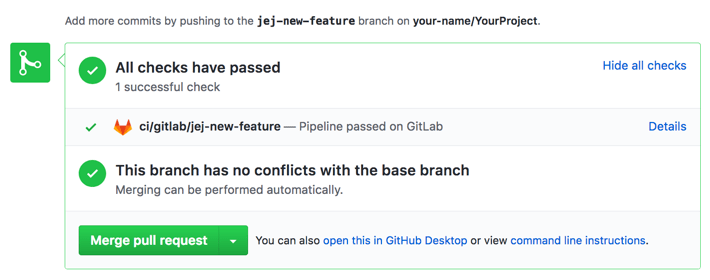 Add more commits by pushing to the jej-new-feature branch on your-name/YourProject.
All checks have passed
Hide all checks
1 successful check
ci/gitlab/jej-new-feature — Pipeline passed on GitLab
Details
This branch has no conflicts with the base branch
Merging can be performed automatically.
Merge pull request
You can also open this in GitHub Desktop or view command line instructions.